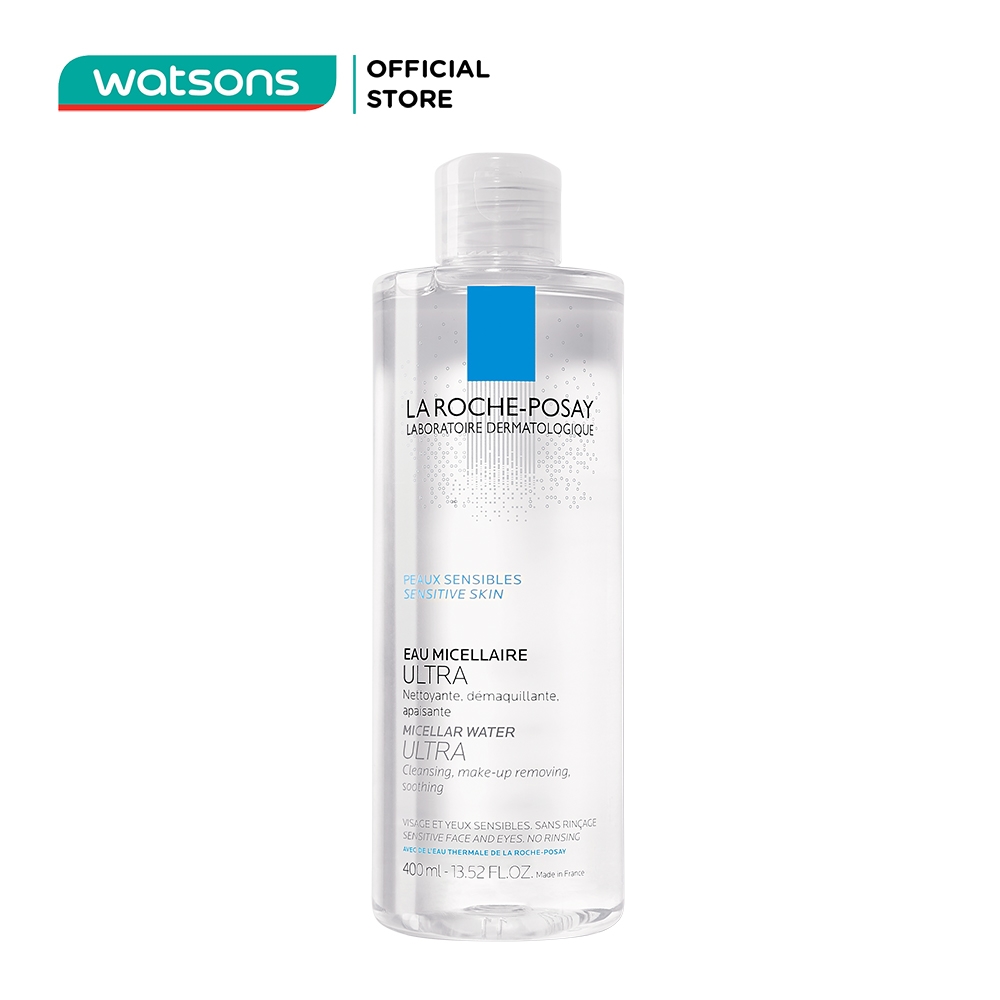 watsons
OFFICIAL
STORE
LA ROCHE-POSAY
LABORATOIRE DERMATOLOGIQUE
PEAUX SENSIBLES
SENSITIVE SKIN
EAU MICELLAIRE
ULTRA
Nettoyante, démaquillante,
apaisante
MICELLAR WATER
ULTRA
Cleansing, make-up removing,
soothing
VISAGE ET YEUX SENSIBLES. SANS RINÇAGE
SENSITIVE FACE AND EYES. NO RINSING
AVEC DE L'EAU THERMALE DE LA ROCHE-POSAY
400 ml - 13.52 FL.OZ. Made in France